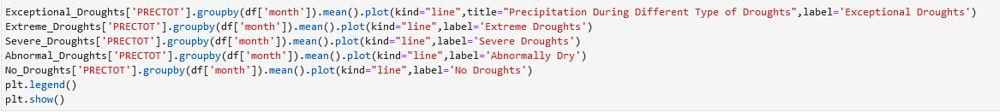 Exceptional_Droughts['PRECTOT'].groupby(df['month']).mean().plot(kind="line",title="Precipitation During Different Type of Droughts",label='Exceptional Droughts')
Extreme_Droughts['PRECTOT'].groupby(df['month']).mean().plot(kind="line",label='Extreme Droughts')
Severe_Droughts['PRECTOT'].groupby(df['month']).mean().plot(kind="line",label='Severe Droughts')
Abnormal_Droughts['PRECTOT'].groupby(df['month']).mean().plot(kind="line",label='Abnormally Dry')
No_Droughts['PRECTOT'].groupby(df['month']).mean().plot(kind="line",label='No Droughts')
plt.legend()
plt.show()